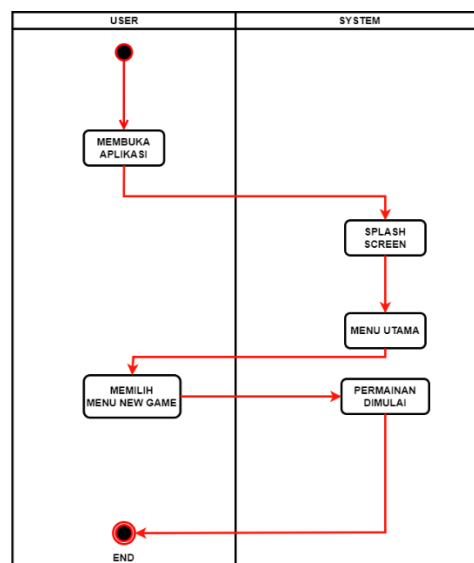 USER
SYSTEM
MEMBUKA
APLIKASI
SPLASH
SCREEN
MENU UTAMA
MEMILIH
MENU NEW GAME
PERMAINAN
DIMULAI
END